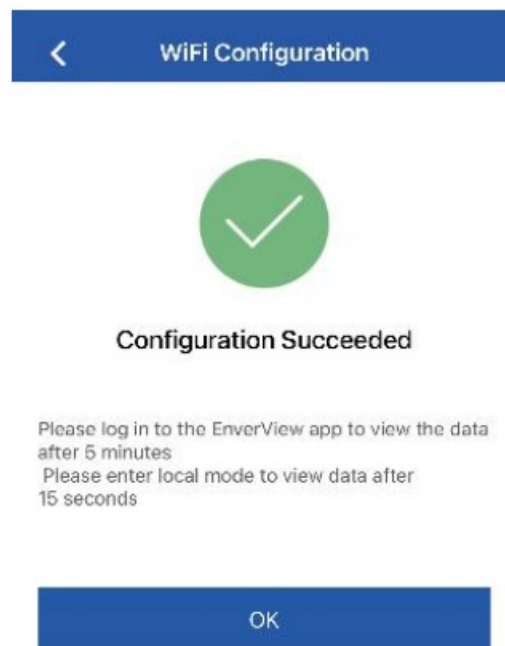 WiFi Configuration
Configuration Succeeded
Please log in to the EnverView app to view the data
after 5 minutes
Please enter local mode to view data after
15 seconds
OK